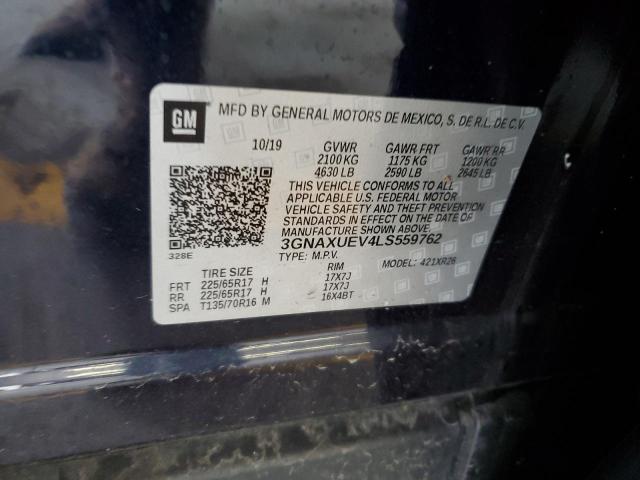 GM
MFD BY GENERAL MOTORS DE MEXICO, S. DE R.L. DE C.V.
10/19 GVWR GAWR FRT GAWR RR
2100 KG 1175 KG 1200 KG
4630 LB 2590 LB 2645 LB
THIS VEHICLE CONFORMS TO ALL
APPLICABLE U.S. FEDERAL MOTOR
VEHICLE SAFETY AND THEFT PREVENTION
STANDARDS IN EFFECT ON THE DATE OF
MANUFACTURE SHOWN ABOVE.
3GNAXUEV4LS559762
328E TYPE: M.P.V. MODEL: 421XR26
TIRE SIZE RIM
FRT 225/65R17 H 17X7J
RR 225/65R17 H 17X7J
SPA T135/70R16 M 16X4BT